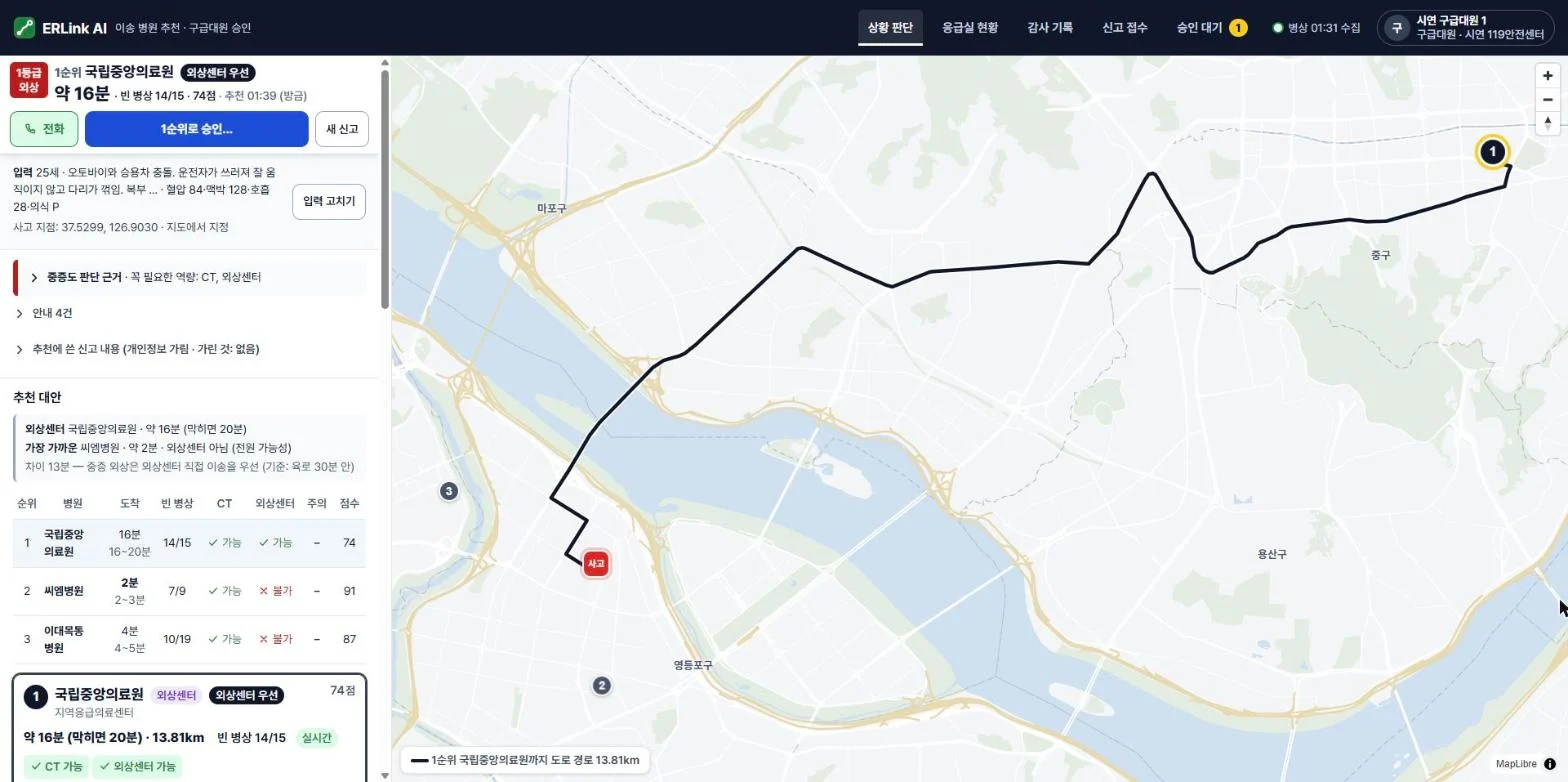 ERLink AI 이송 병원 추천 · 구급대원 승인
상황 판단
응급실 현황
감사 기록
신고 접수
승인 대기 1
병상 01:31 수집
구
시연 구급대원 1
구급대원 · 시연 119안전센터
1등급
외상
1순위 국립중앙의료원 외상센터 우선
약 16분 · 빈 병상 14/15 · 74점 · 추천 01:39 (방금)
전화
1순위로 승인...
새 신고
입력 25세 · 오토바이와 승용차 충돌. 운전자가 쓰러져 잘 움
직이지 않고 다리가 꺾임. 복부 ... · 혈압 84·맥박 128·호흡
28·의식 P
사고 지점: 37.5299, 126.9030 · 지도에서 지정
입력 고치기
중증도 판단 근거 · 꼭 필요한 역량: CT, 외상센터
안내 4건
추천에 쓴 신고 내용 (개인정보 가림 · 가린 것: 없음)
추천 대안
외상센터 국립중앙의료원 · 약 16분 (막히면 20분)
가장 가까운 씨엠병원 · 약 2분 · 외상센터 아님 (전원 가능성)
차이 13분 — 중증 외상은 외상센터 직접 이송을 우선 (기준: 육로 30분 안)
순위 병원 도착 빈 병상 CT 외상센터 주의 점수
1 국립중앙의료원 16분 16~20분 14/15 ✓ 가능 ✓ 가능 – 74
2 씨엠병원 2분 2~3분 7/9 ✓ 가능 × 불가 – 91
3 이대목동병원 4분 4~5분 10/19 ✓ 가능 × 불가 – 87
1 국립중앙의료원 외상센터 외상센터 우선 74점
지역응급의료센터
약 16분 (막히면 20분) · 13.81km 빈 병상 14/15 실시간
✓ CT 가능 ✓ 외상센터 가능
마포구
중구
용산구
영등포구
1
2
3
사고
1순위 국립중앙의료원까지 도로 경로 13.81km
MapLibre